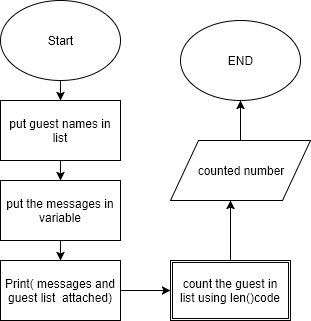 Start
put guest names in
list
put the messages in
variable
Print( messages and
guest list  attached)
count the guest in
list using len()code
counted number
END